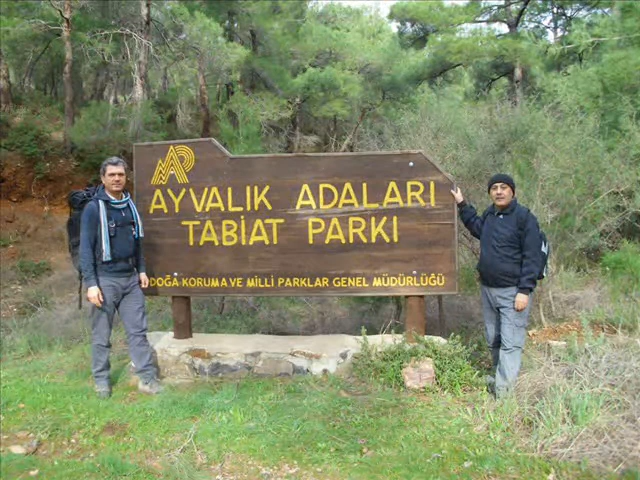 AYVALIK ADALARI
TABİAT PARKI
DOĞA KORUMA VE MİLLİ PARKLAR GENEL MÜDÜRLÜĞÜ